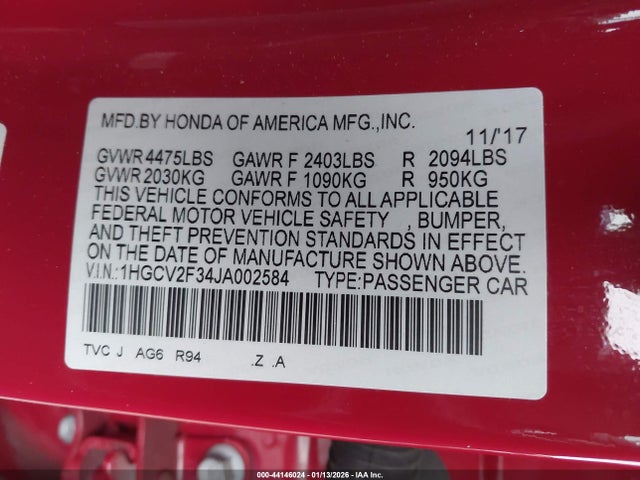 MFD.BY HONDA OF AMERICA MFG.,INC.
11/'17
GVWR 4475LBS GAWR F 2403LBS R 2094LBS
GVWR 2030KG GAWR F 1090KG R 950KG
THIS VEHICLE CONFORMS TO ALL APPLICABLE
FEDERAL MOTOR VEHICLE SAFETY , BUMPER,
AND THEFT PREVENTION STANDARDS IN EFFECT
ON THE DATE OF MANUFACTURE SHOWN ABOVE.
V.I.N.:1HGCV2F34JA002584 TYPE:PASSENGER CAR
TVC J AG6 R94 .Z .A
000-44146024 - 01/13/2026 - IAA Inc.